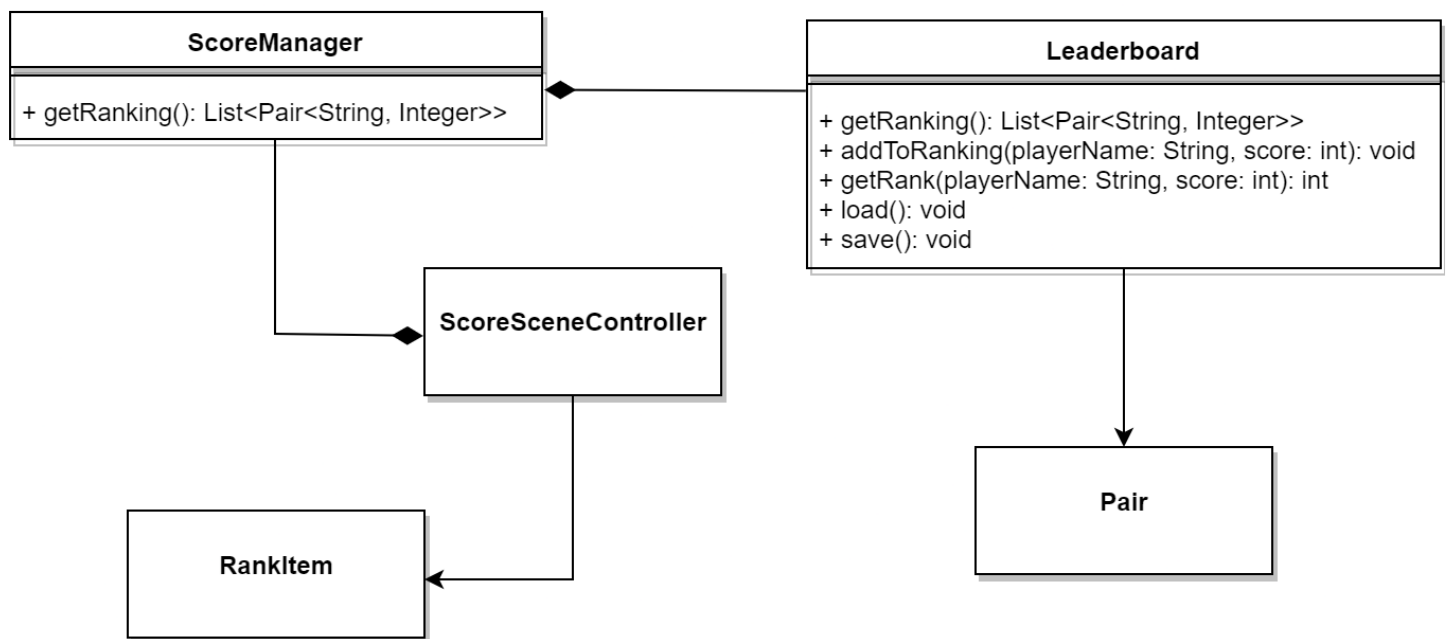 ScoreManager
+ getRanking(): List<Pair<String, Integer>>
Leaderboard
+ getRanking(): List<Pair<String, Integer>>
+ addToRanking(playerName: String, score: int): void
+ getRank(playerName: String, score: int): int
+ load(): void
+ save(): void
ScoreSceneController
RankItem
Pair